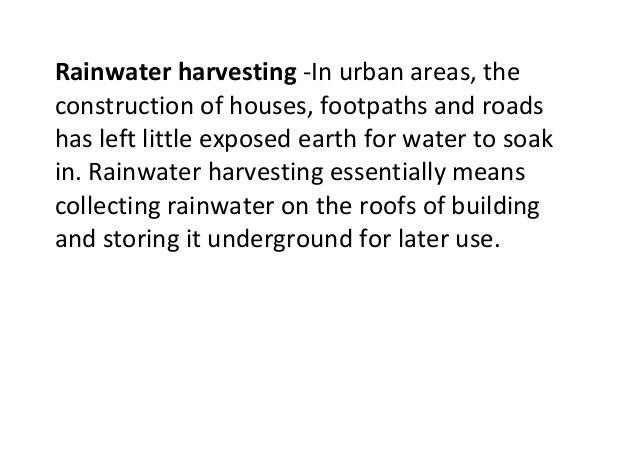 Rainwater harvesting -In urban areas, the
construction of houses, footpaths and roads
has left little exposed earth for water to soak
in. Rainwater harvesting essentially means
collecting rainwater on the roofs of building
and storing it underground for later use.